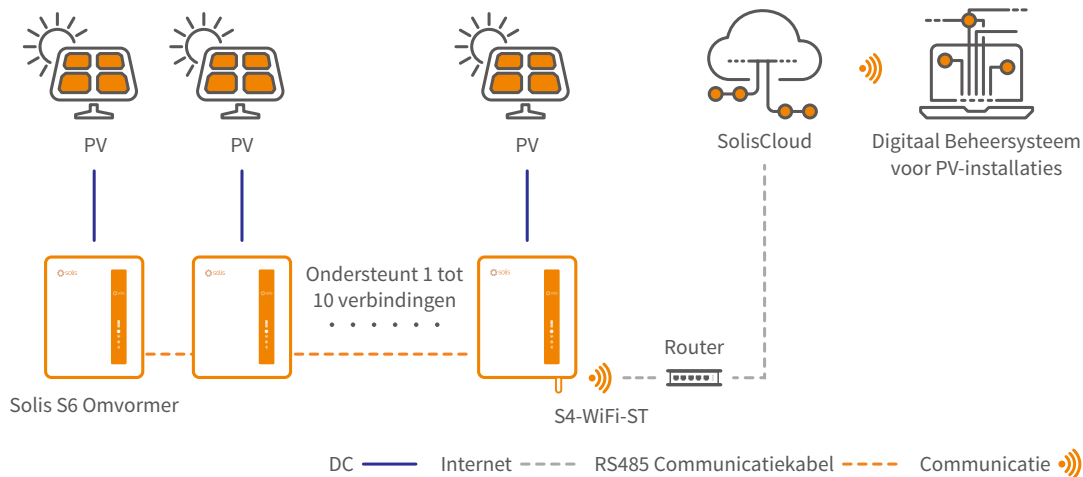 PV
PV
PV
SolisCloud
Digitaal Beheersysteem
voor PV-installaties
solis
solis
solis
Ondersteunt 1 tot
10 verbindingen
Router
Solis S6 Omvormer
S4-WiFi-ST
DC
Internet
RS485 Communicatiekabel
Communicatie